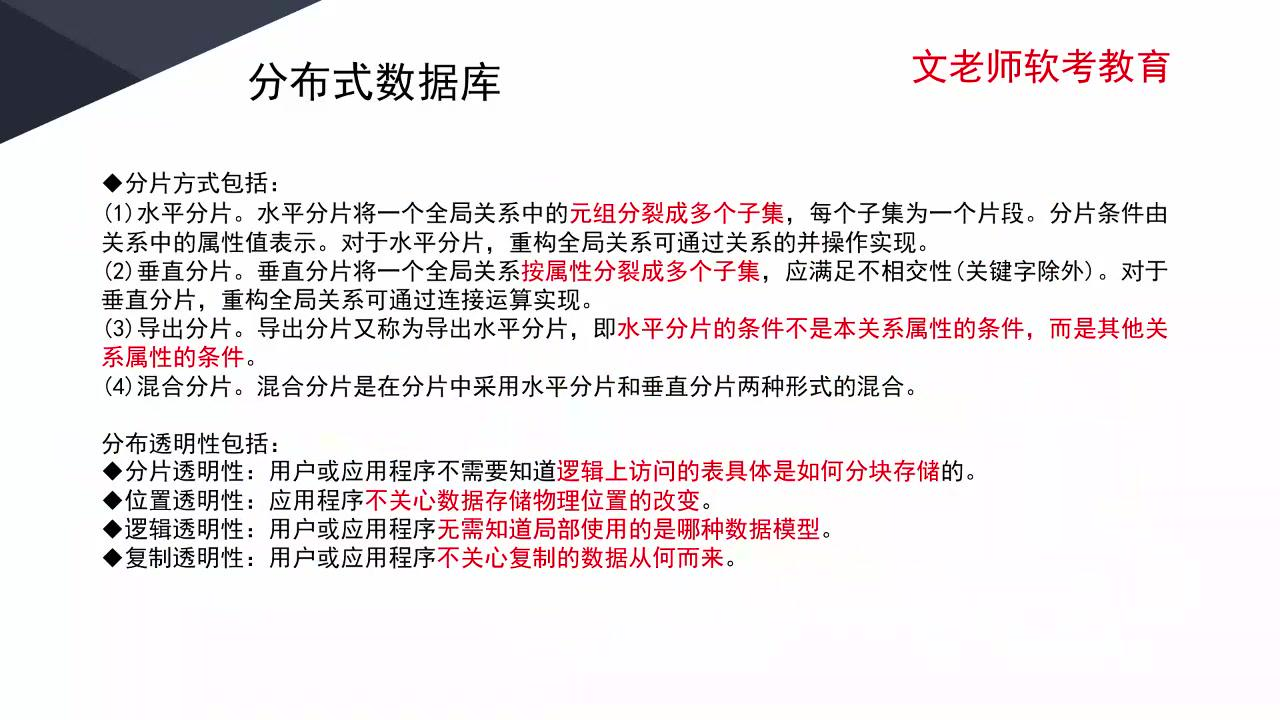 分布式数据库
文老师软考教育
◆分片方式包括：
(1)水平分片。水平分片将一个全局关系中的元组分裂成多个子集，每个子集为一个片段。分片条件由
关系中的属性值表示。对于水平分片，重构全局关系可通过关系的并操作实现。
(2)垂直分片。垂直分片将一个全局关系按属性分裂成多个子集，应满足不相交性(关键字除外)。对于
垂直分片，重构全局关系可通过连接运算实现。
(3)导出分片。导出分片又称为导出水平分片，即水平分片的条件不是本关系属性的条件，而是其他关
系属性的条件。
(4)混合分片。混合分片是在分片中采用水平分片和垂直分片两种形式的混合。
分布透明性包括：
◆分片透明性：用户或应用程序不需要知道逻辑上访问的表具体是如何分块存储的。
◆位置透明性：应用程序不关心数据存储物理位置的改变。
◆逻辑透明性：用户或应用程序无需知道局部使用的是哪种数据模型。
◆复制透明性：用户或应用程序不关心复制的数据从何而来。